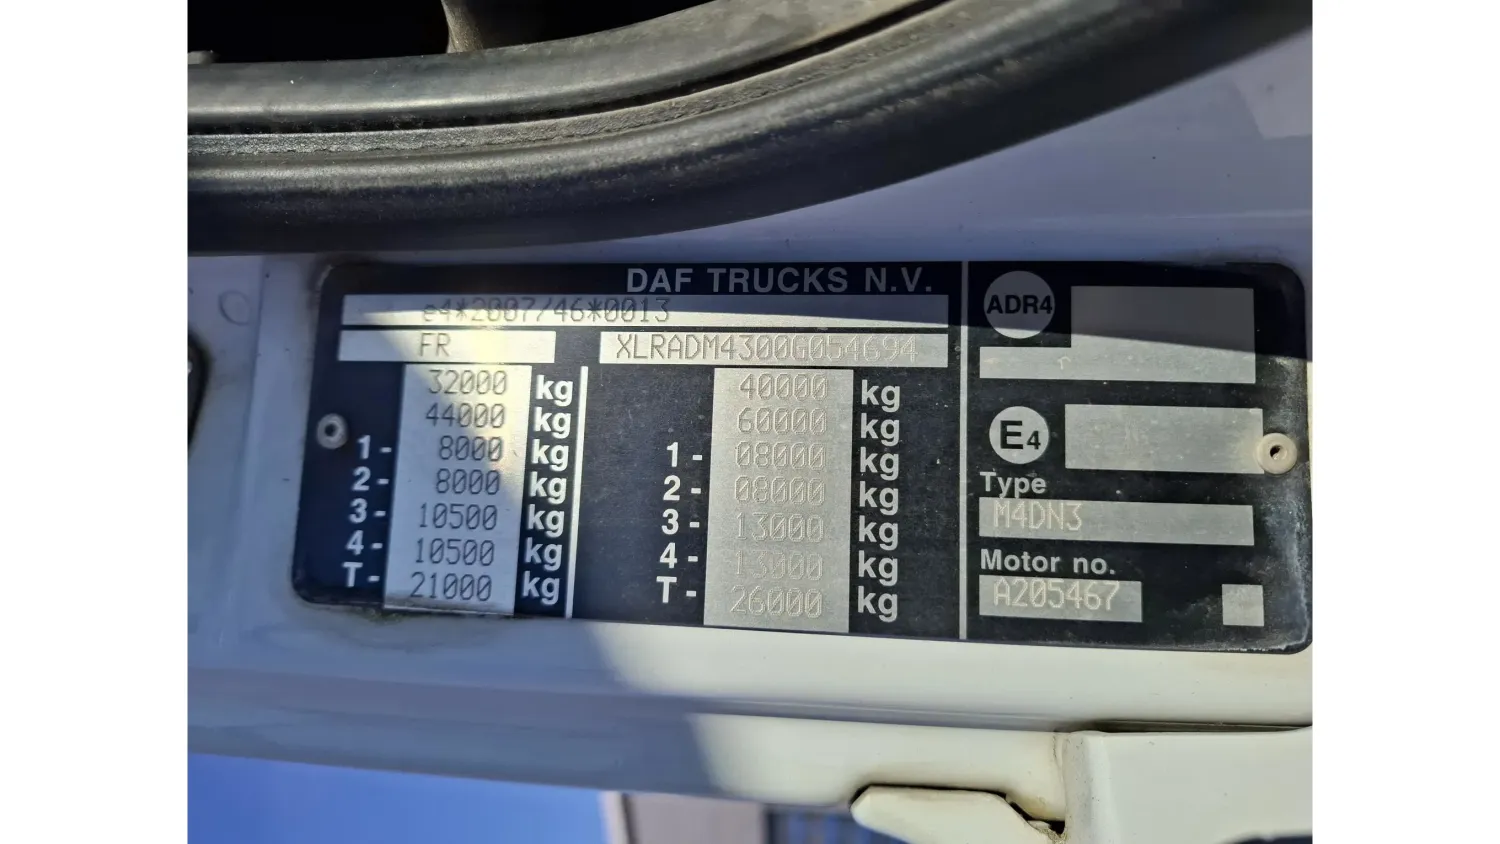 DAF TRUCKS N.V.
e4*2007/46*0013
FR XLRADM4300G054694
32000 kg 40000 kg
44000 kg 60000 kg
1- 8000 kg 1- 08000 kg
2- 8000 kg 2- 08000 kg
3- 10500 kg 3- 13000 kg
4- 10500 kg 4- 13000 kg
T- 21000 kg T- 26000 kg
ADR4
E4
Type
M4DN3
Motor no.
A205467